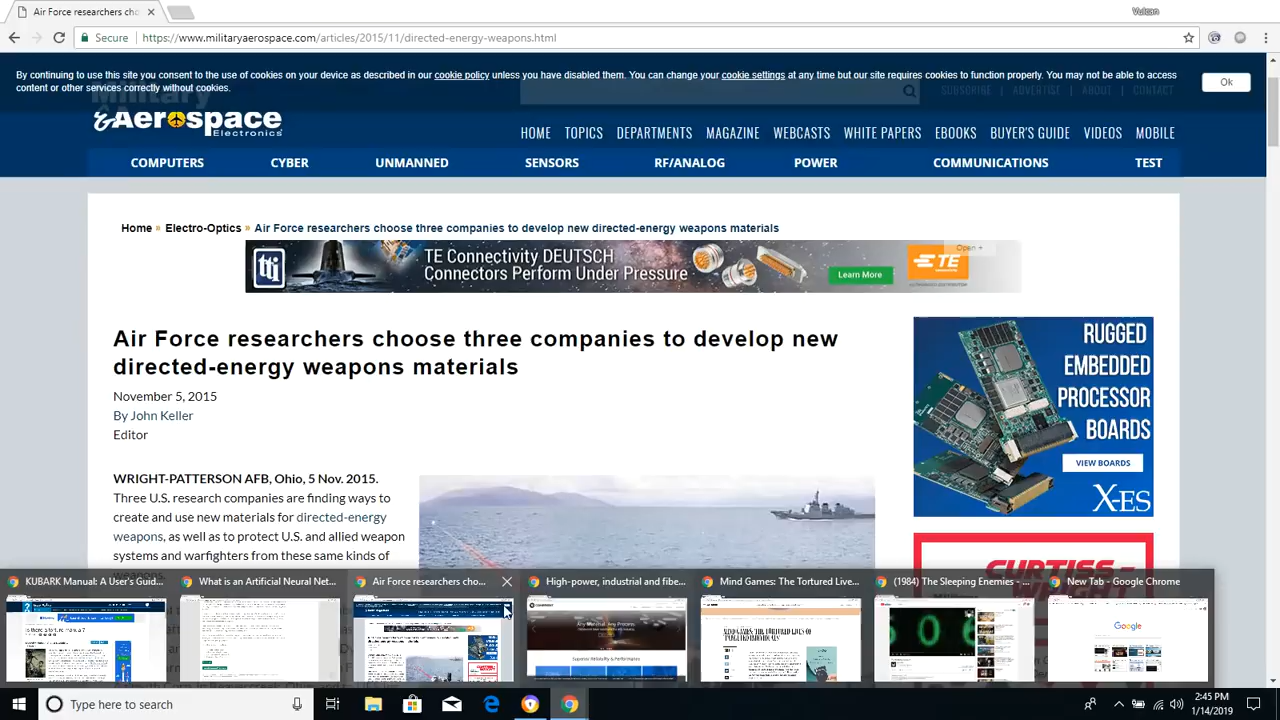 Air Force researchers cho
Vulcan
Secure
https://www.militaryaerospace.com/articles/2015/11/directed-energy-weapons.html
By continuing to use this site you consent to the use of cookies on your device as described in our cookie policy unless you have disabled them. You can change your cookie settings at any time but our site requires cookies to function properly. You may not be able to access
content or other services correctly without cookies.
Ok
Military
&Aerospace
Electronics
SUBSCRIBE | ADVERTISE | ABOUT | CONTACT
HOME TOPICS DEPARTMENTS MAGAZINE WEBCASTS WHITE PAPERS EBOOKS BUYER'S GUIDE VIDEOS MOBILE
COMPUTERS CYBER UNMANNED SENSORS RF/ANALOG POWER COMMUNICATIONS TEST
Home » Electro-Optics » Air Force researchers choose three companies to develop new directed-energy weapons materials
tti
TE Connectivity DEUTSCH
Connectors Perform Under Pressure
Learn More
Open +
TE
Air Force researchers choose three companies to develop new
directed-energy weapons materials
November 5, 2015
By John Keller
Editor
WRIGHT-PATTERSON AFB, Ohio, 5 Nov. 2015.
Three U.S. research companies are finding ways to
create and use new materials for directed-energy
weapons, as well as to protect U.S. and allied weapon
systems and warfighters from these same kinds of
weapons.
RUGGED
EMBEDDED
PROCESSOR
BOARDS
VIEW BOARDS
X-ES
CURTISS-
KUBARK Manual: A User's Guid...
What is an Artificial Neural Net...
Air Force researchers cho...
High-power, industrial and fibe...
Mind Games: The Tortured Live...
(1984) The Sleeping Enemies - ...
New Tab - Google Chrome
Google
Type here to search
2:45 PM
1/14/2019